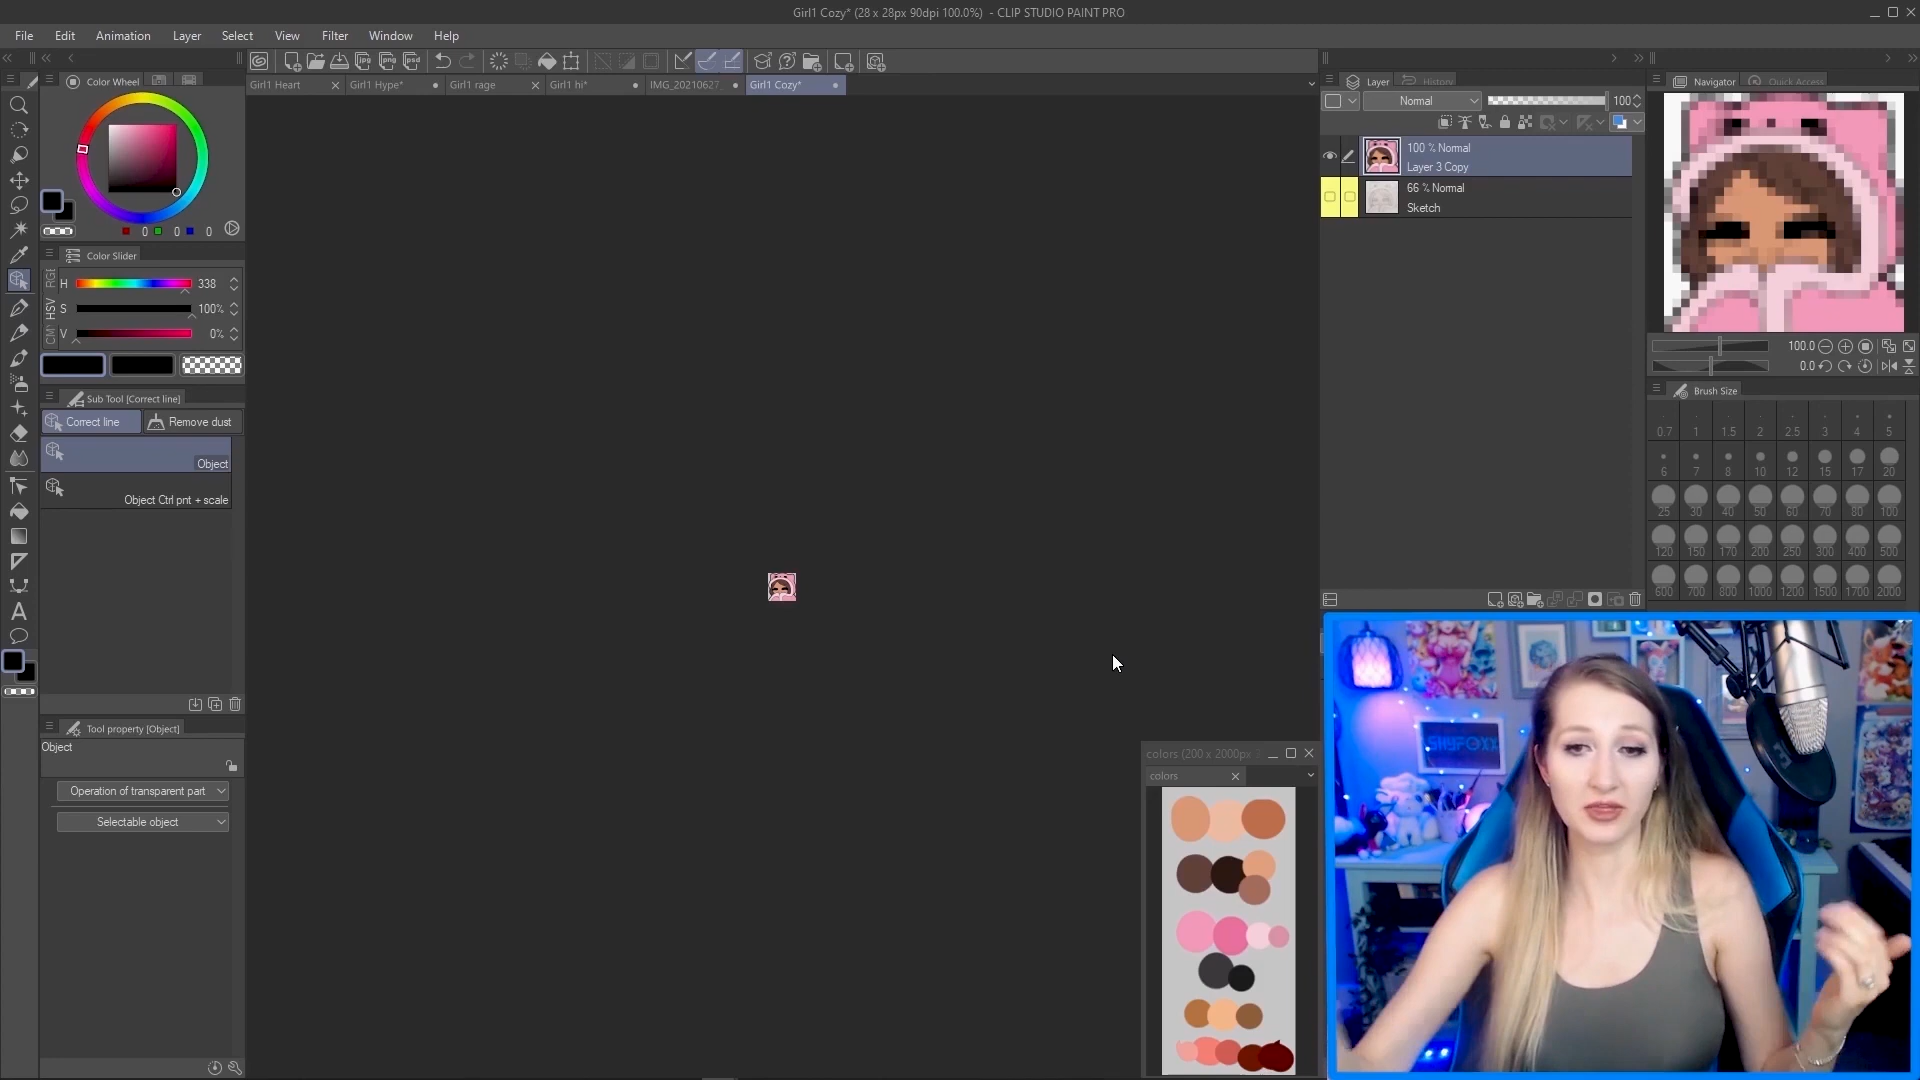 Girl1 Cozy* (28 x 28px 90dpi 100.0%) - CLIP STUDIO PAINT PRO
File Edit Animation Layer Select View Filter Window Help
Girl1 Heart Girl1 Hype* Girl1 rage Girl1 hi* IMG_20210627 Girl1 Cozy*
Color Wheel
0 0 0
Color Slider
RGB
HSV
H 338
S 100%
V 0%
Sub Tool [Correct line]
Correct line Remove dust
Object
Object Ctrl pnt + scale
Tool property [Object]
Object
Operation of transparent part
Selectable object
Layer History
Normal 100
100 % Normal
Layer 3 Copy
66 % Normal
Sketch
Navigator Quick Access
100.0
0.0
Brush Size
0.7 1 1.5 2 2.5 3 4 5
6 7 8 10 12 15 17 20
25 30 40 50 60 70 80 100
120 150 170 200 250 300 400 500
600 700 800 1000 1200 1500 1700 2000
colors (200 x 2000px
colors
SHYFOXX